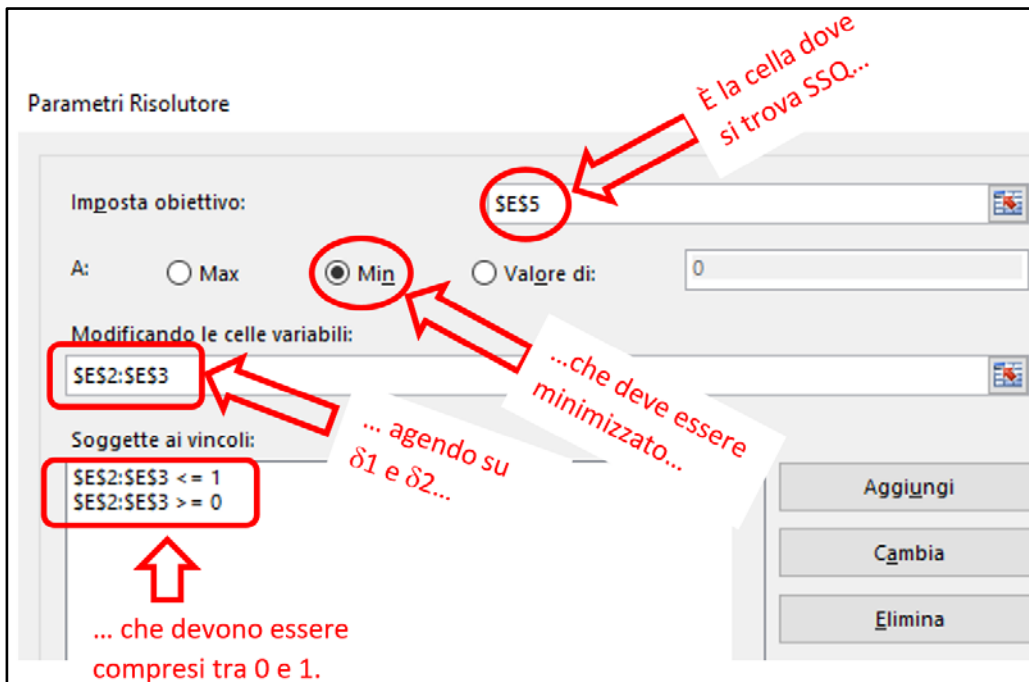 È la cella dove
si trova SSQ...
Parametri Risolutore
Imposta obiettivo:
$E$5
A:
Max
Min
Valore di:
0
Modificando le celle variabili:
$E$2:$E$3
...che deve essere
minimizzato...
... agendo su
δ1 e δ2...
Soggette ai vincoli:
$E$2:$E$3 <= 1
$E$2:$E$3 >= 0
Aggiungi
Cambia
Elimina
... che devono essere
compresi tra 0 e 1.